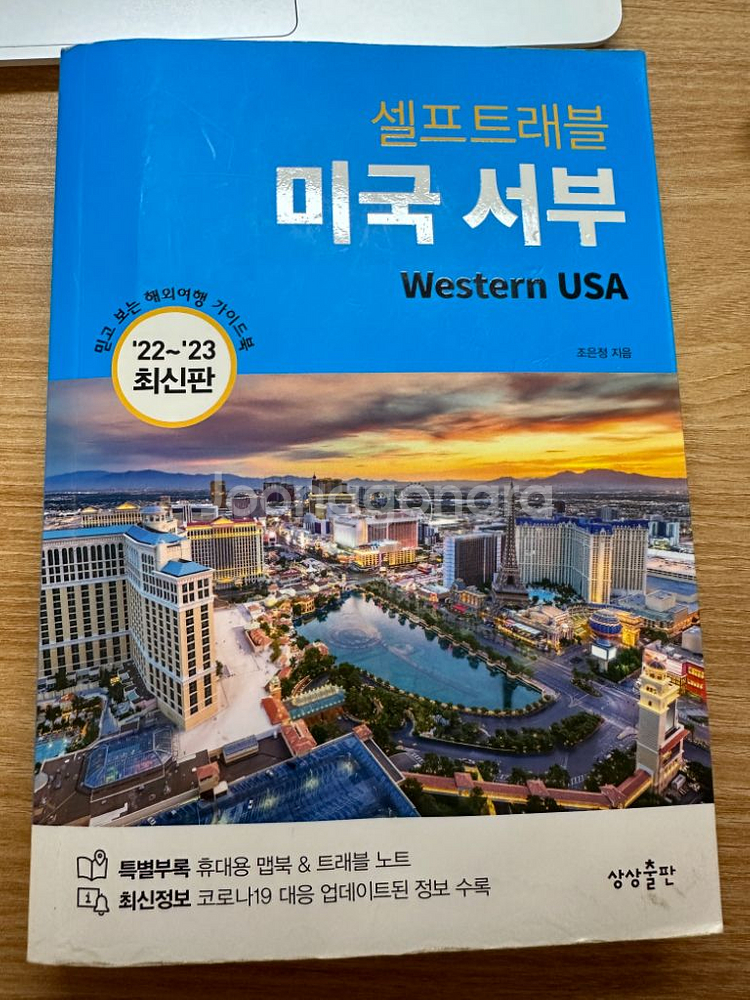 셀프트래블
미국 서부
Western USA
믿고 보는 해외여행 가이드북
'22~'23
최신판
조은정 지음
Joongonara
특별부록 휴대용 맵북 & 트래블 노트
최신정보 코로나19 대응 업데이트된 정보 수록
상상출판